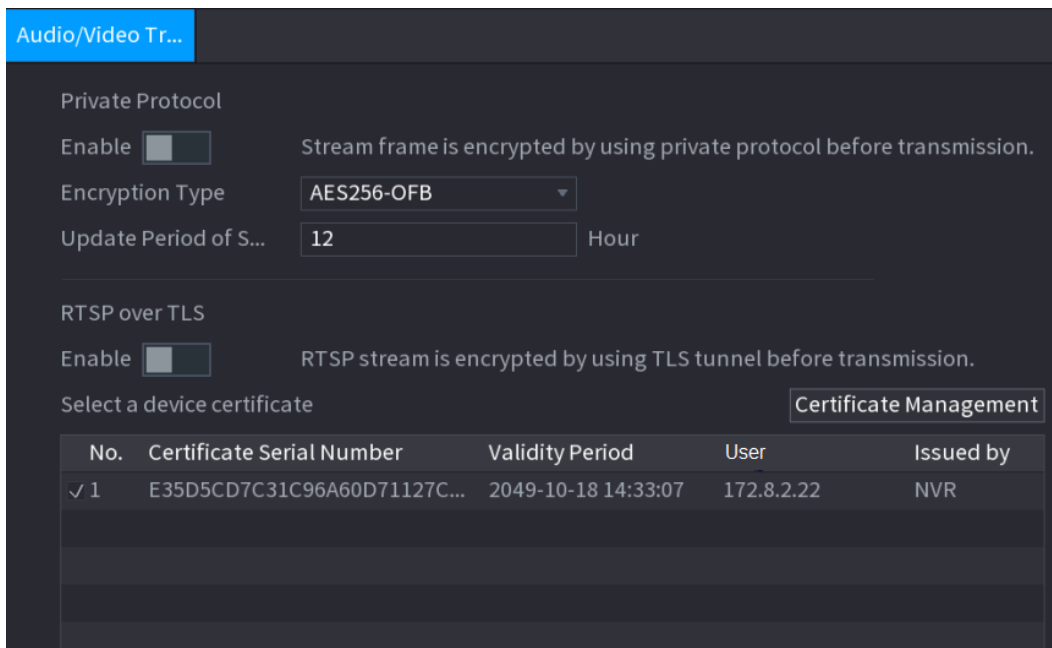 Audio/Video Tr...
Private Protocol
Enable Stream frame is encrypted by using private protocol before transmission.
Encryption Type AES256-OFB
Update Period of S... 12 Hour
RTSP over TLS
Enable RTSP stream is encrypted by using TLS tunnel before transmission.
Select a device certificate Certificate Management
No. Certificate Serial Number Validity Period User Issued by
1 E35D5CD7C31C96A60D71127C... 2049-10-18 14:33:07 172.8.2.22 NVR